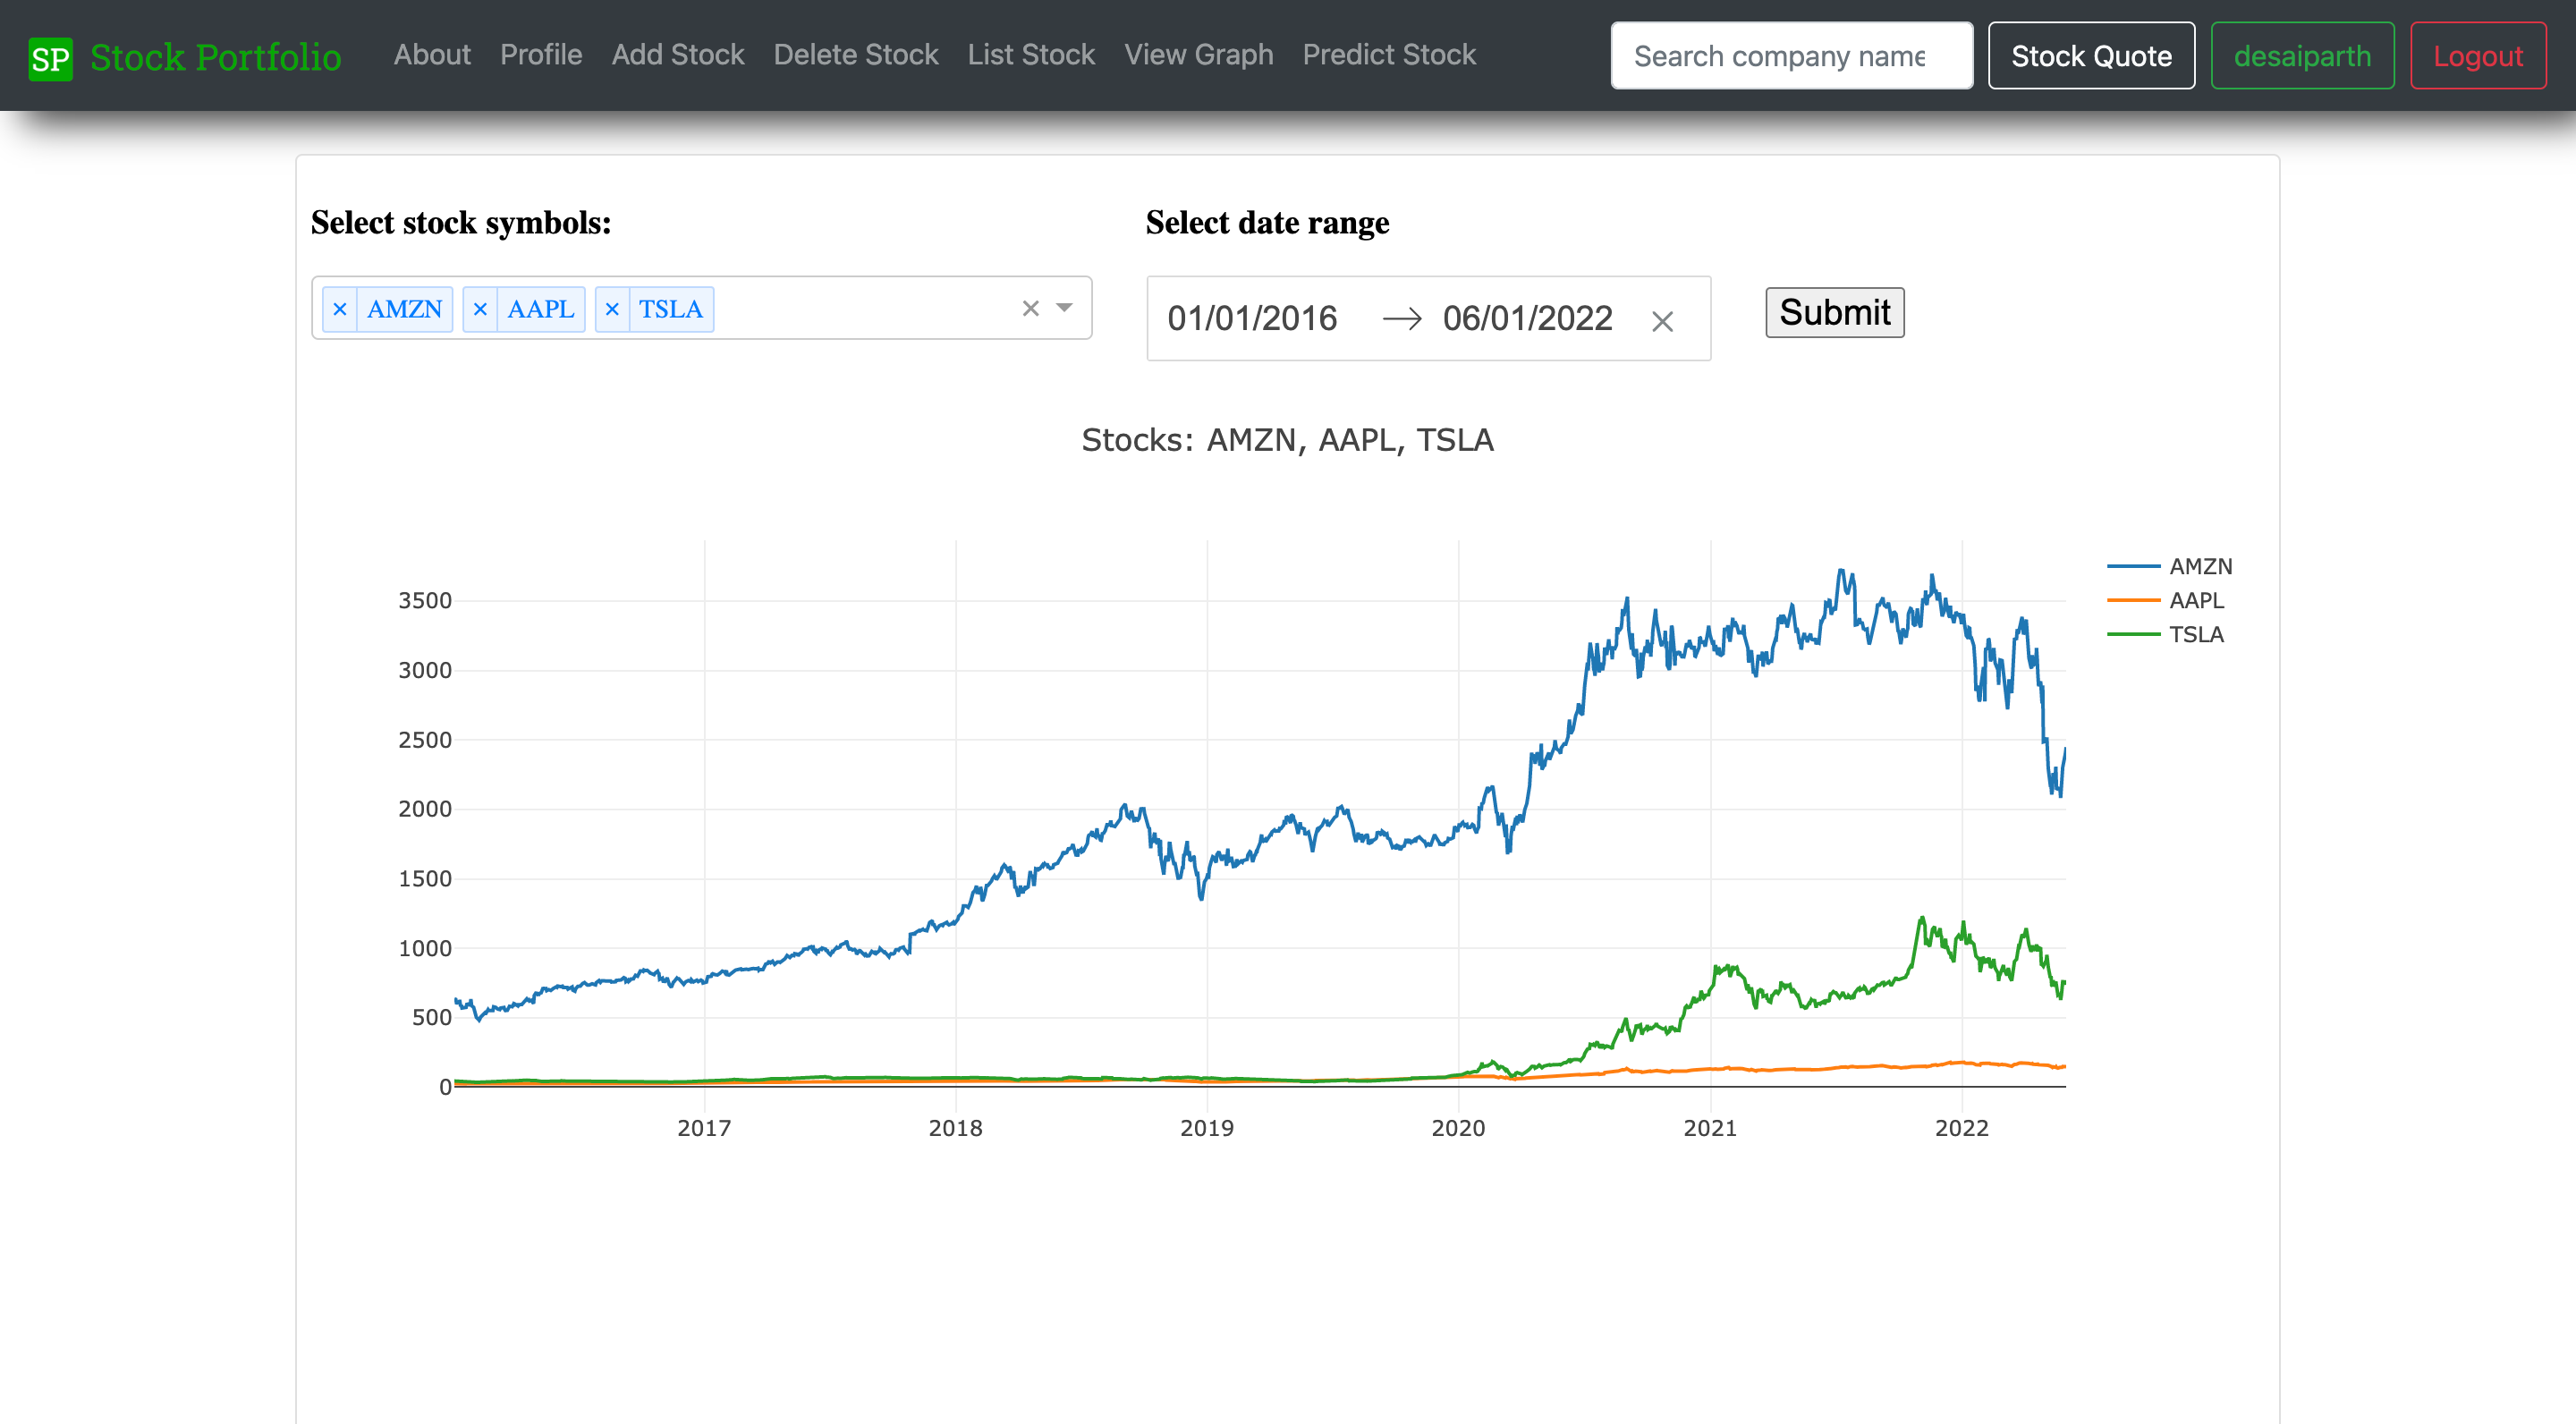 SP Stock Portfolio About Profile Add Stock Delete Stock List Stock View Graph Predict Stock Search company name Stock Quote desaiparth Logout
Select stock symbols: Select date range
× AMZN × AAPL × TSLA × 01/01/2016 → 06/01/2022 × Submit
Stocks: AMZN, AAPL, TSLA
AMZN
AAPL
TSLA
3500
3000
2500
2000
1500
1000
500
0
2017 2018 2019 2020 2021 2022